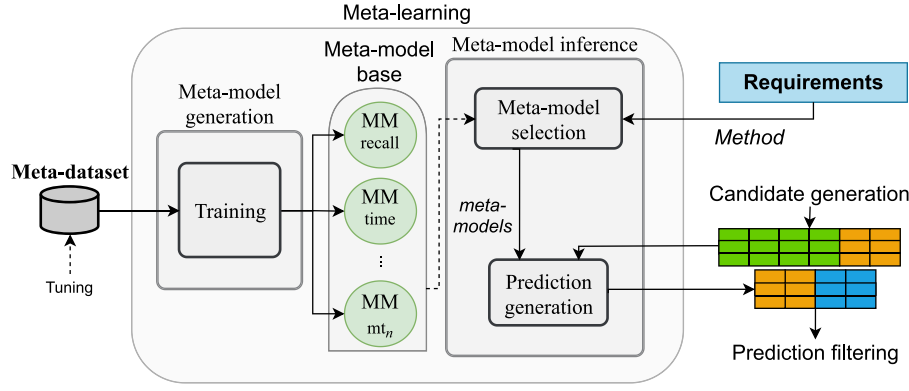 Meta-learning
Meta-model inference
Meta-model
base
Meta-model
generation
Requirements
MM
recall
Meta-model
selection
Method
Meta-dataset
Training
MM
time
meta-
models
Candidate generation
...
Tuning
MM
mtₙ
Prediction
generation
Prediction filtering